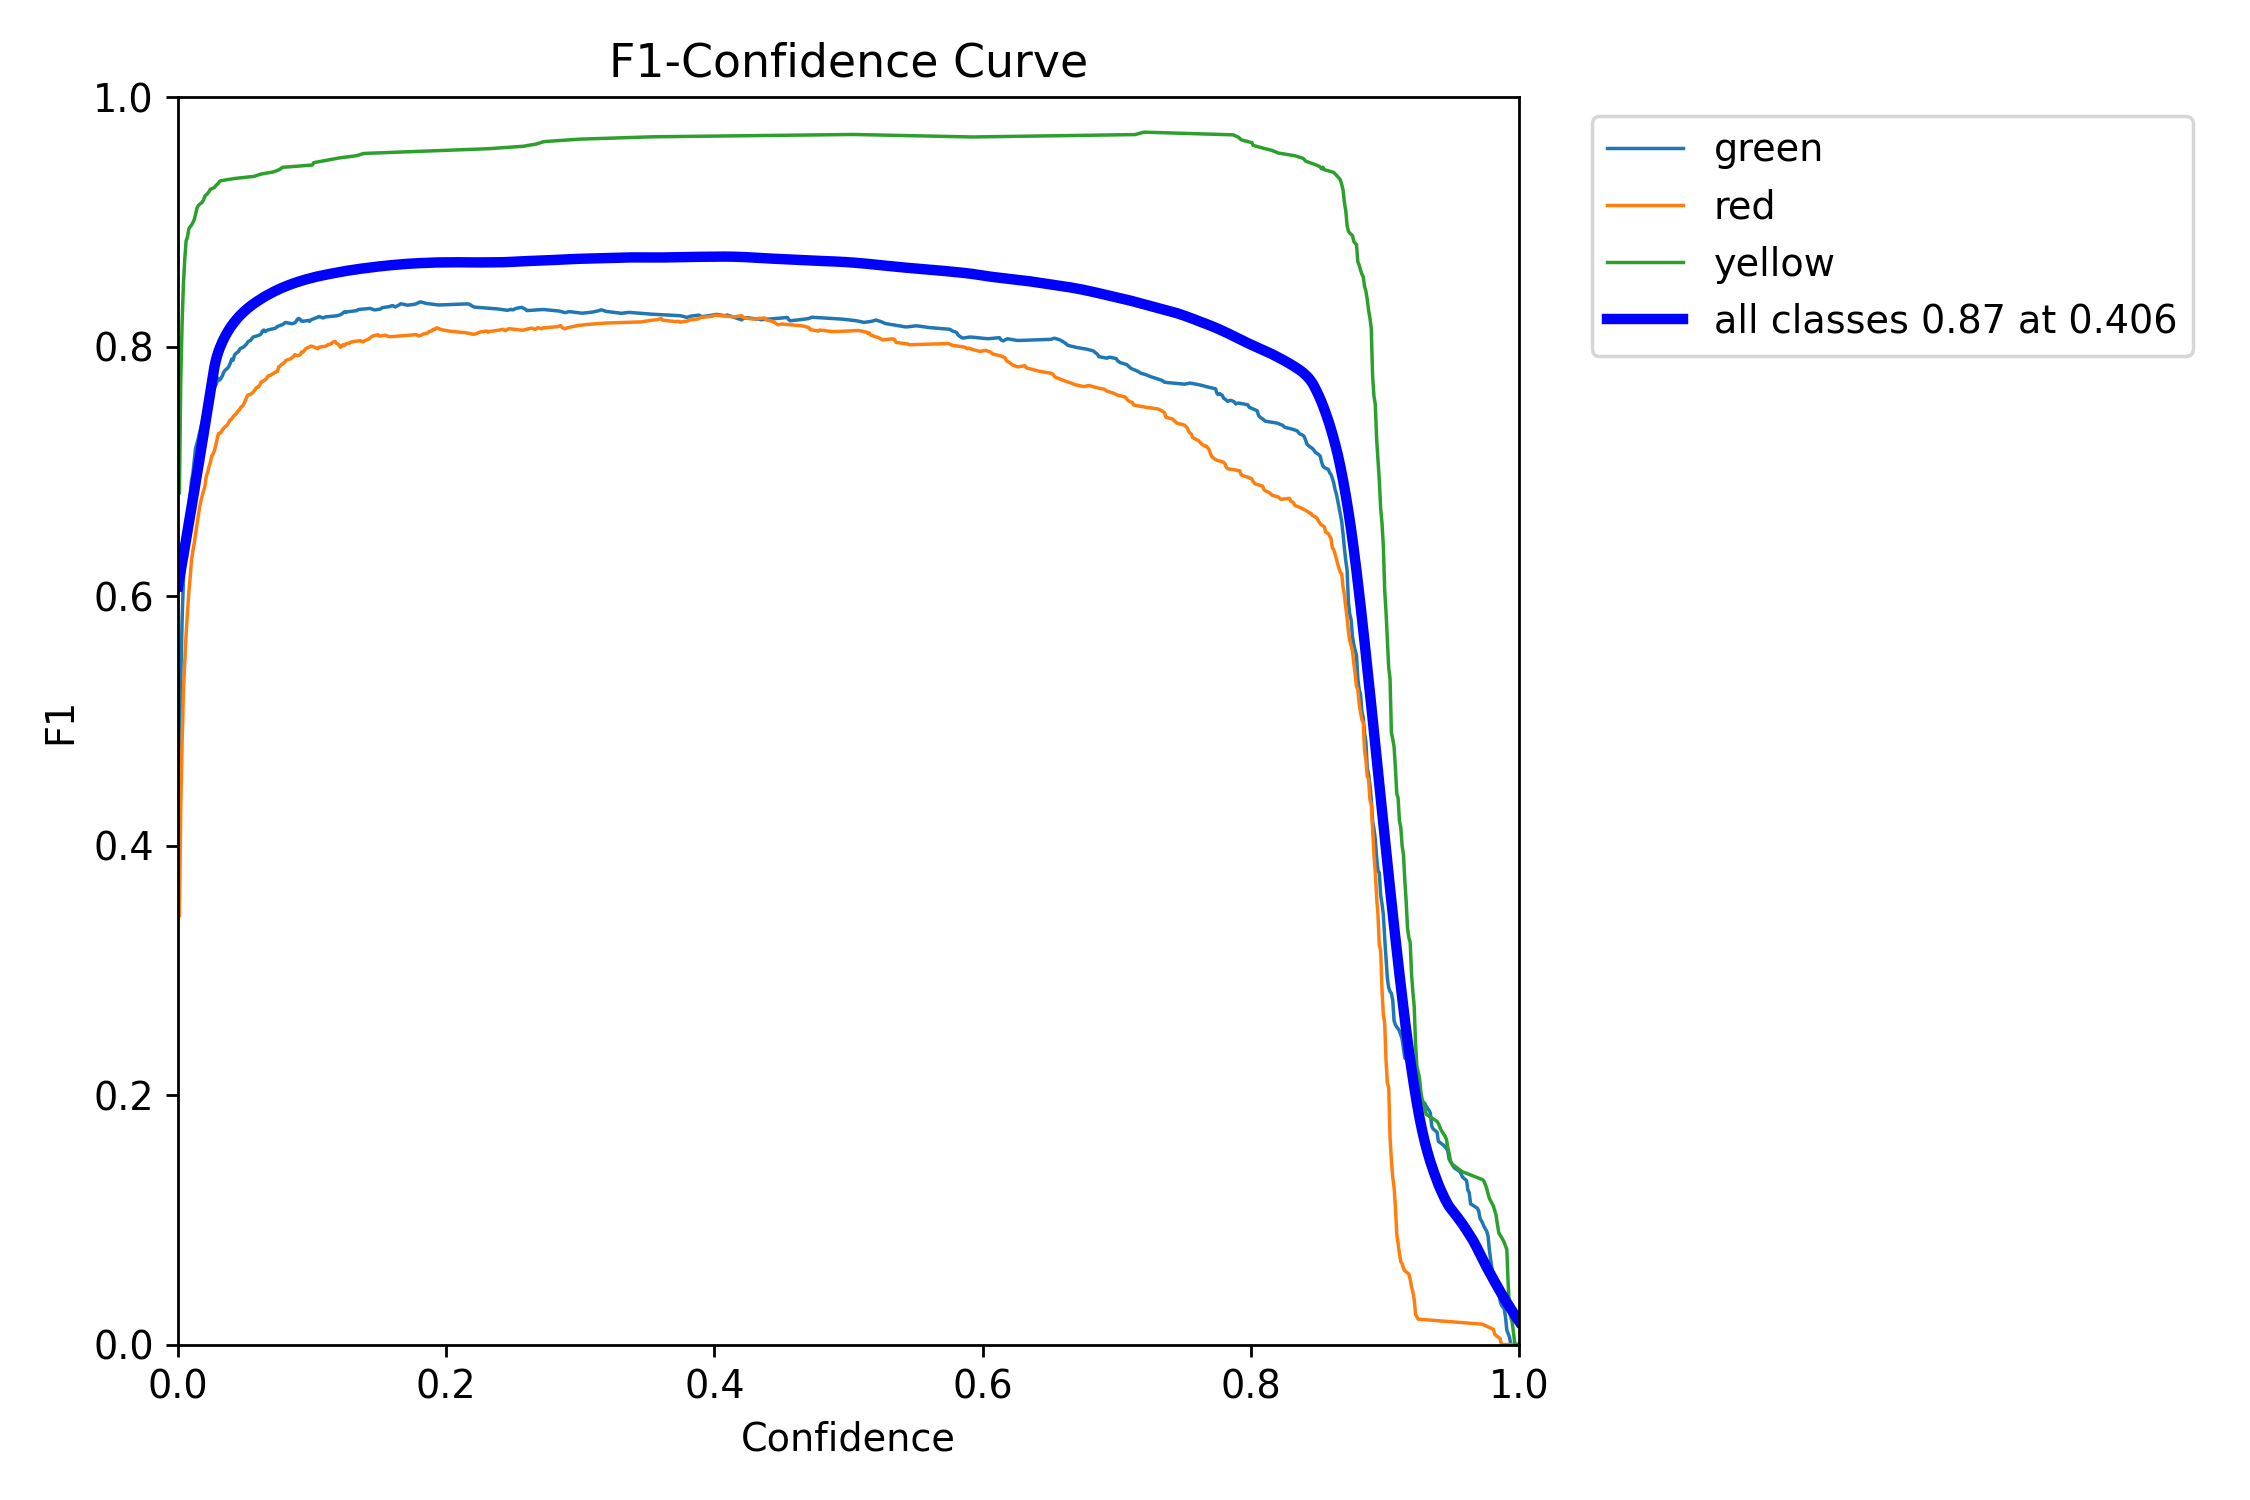 F1-Confidence Curve
1.0
0.8
0.6
0.4
0.2
0.0
F1
0.0 0.2 0.4 0.6 0.8 1.0
Confidence
green
red
yellow
all classes 0.87 at 0.406